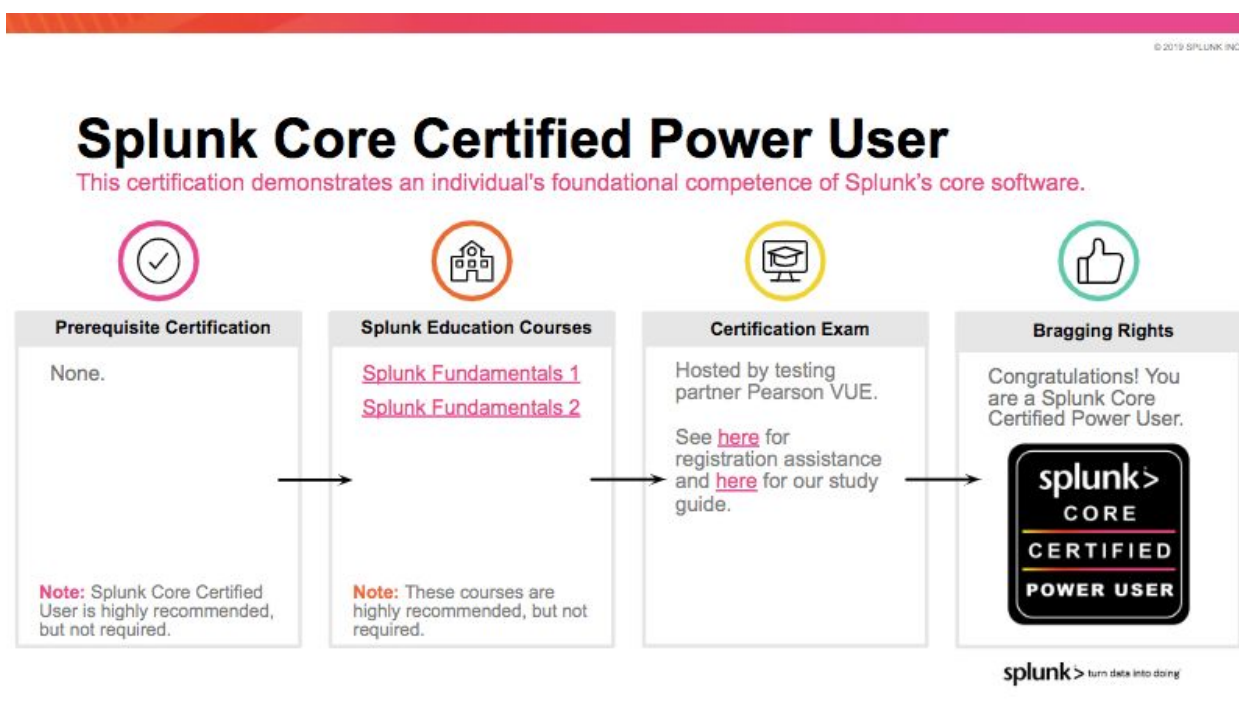 © 2019 SPLUNK INC
Splunk Core Certified Power User
This certification demonstrates an individual's foundational competence of Splunk's core software.
Prerequisite Certification
None.
Note: Splunk Core Certified
User is highly recommended,
but not required.
Splunk Education Courses
Splunk Fundamentals 1
Splunk Fundamentals 2
Note: These courses are
highly recommended, but not
required.
Certification Exam
Hosted by testing
partner Pearson VUE.
See here for
registration assistance
and here for our study
guide.
Bragging Rights
Congratulations! You
are a Splunk Core
Certified Power User.
splunk>
CORE
CERTIFIED
POWER USER
splunk> turn data into doing